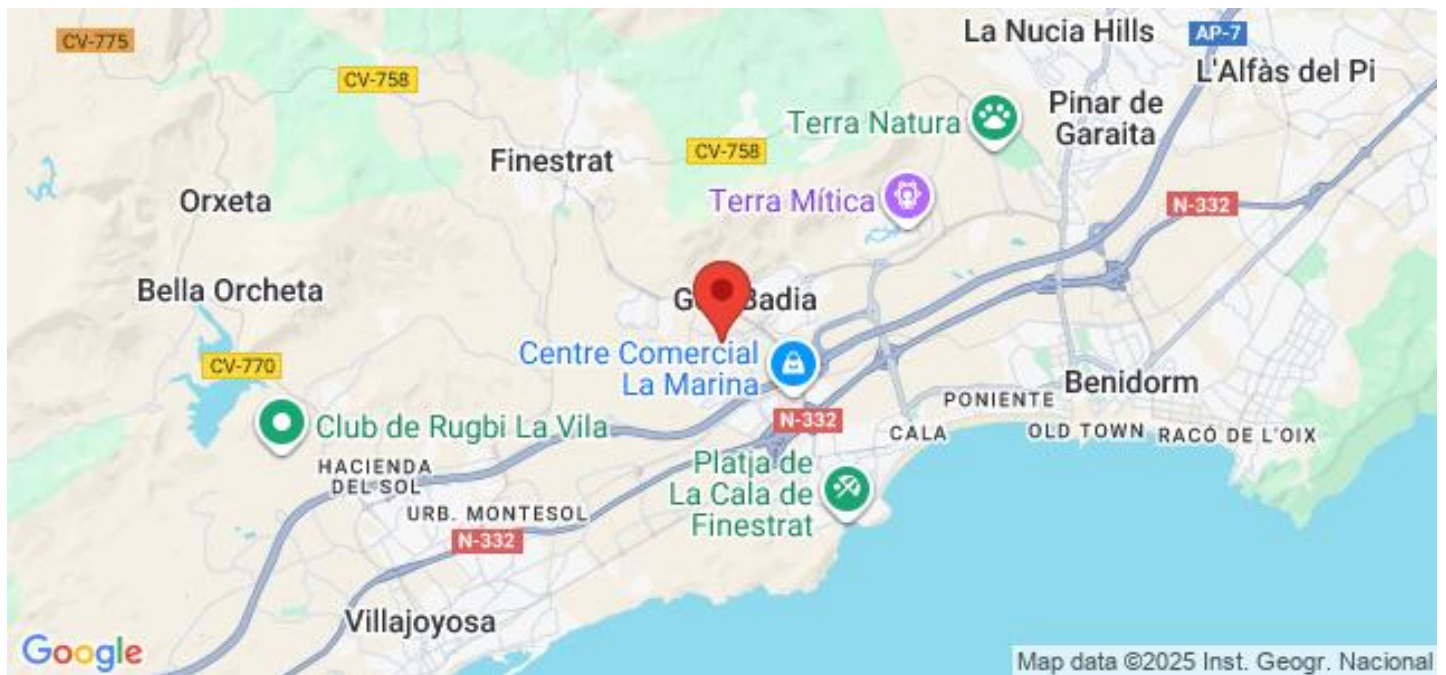 CV-775
La Nucia Hills
AP-7
CV-758
L'Alfàs del Pi
Terra Natura
Pinar de
Garaita
Finestrat
CV-758
Orxeta
Terra Mítica
N-332
Bella Orcheta
G
Badia
Centre Comercial
La Marina
CV-770
Benidorm
PONIENTE
N-332
Club de Rugbi La Vila
CALA
OLD TOWN
RACÓ DE L'OIX
HACIENDA
DEL SOL
Platja de
La Cala de
Finestrat
URB. MONTESOL
N-332
Villajoyosa
Google
Map data ©2025 Inst. Geogr. Nacional